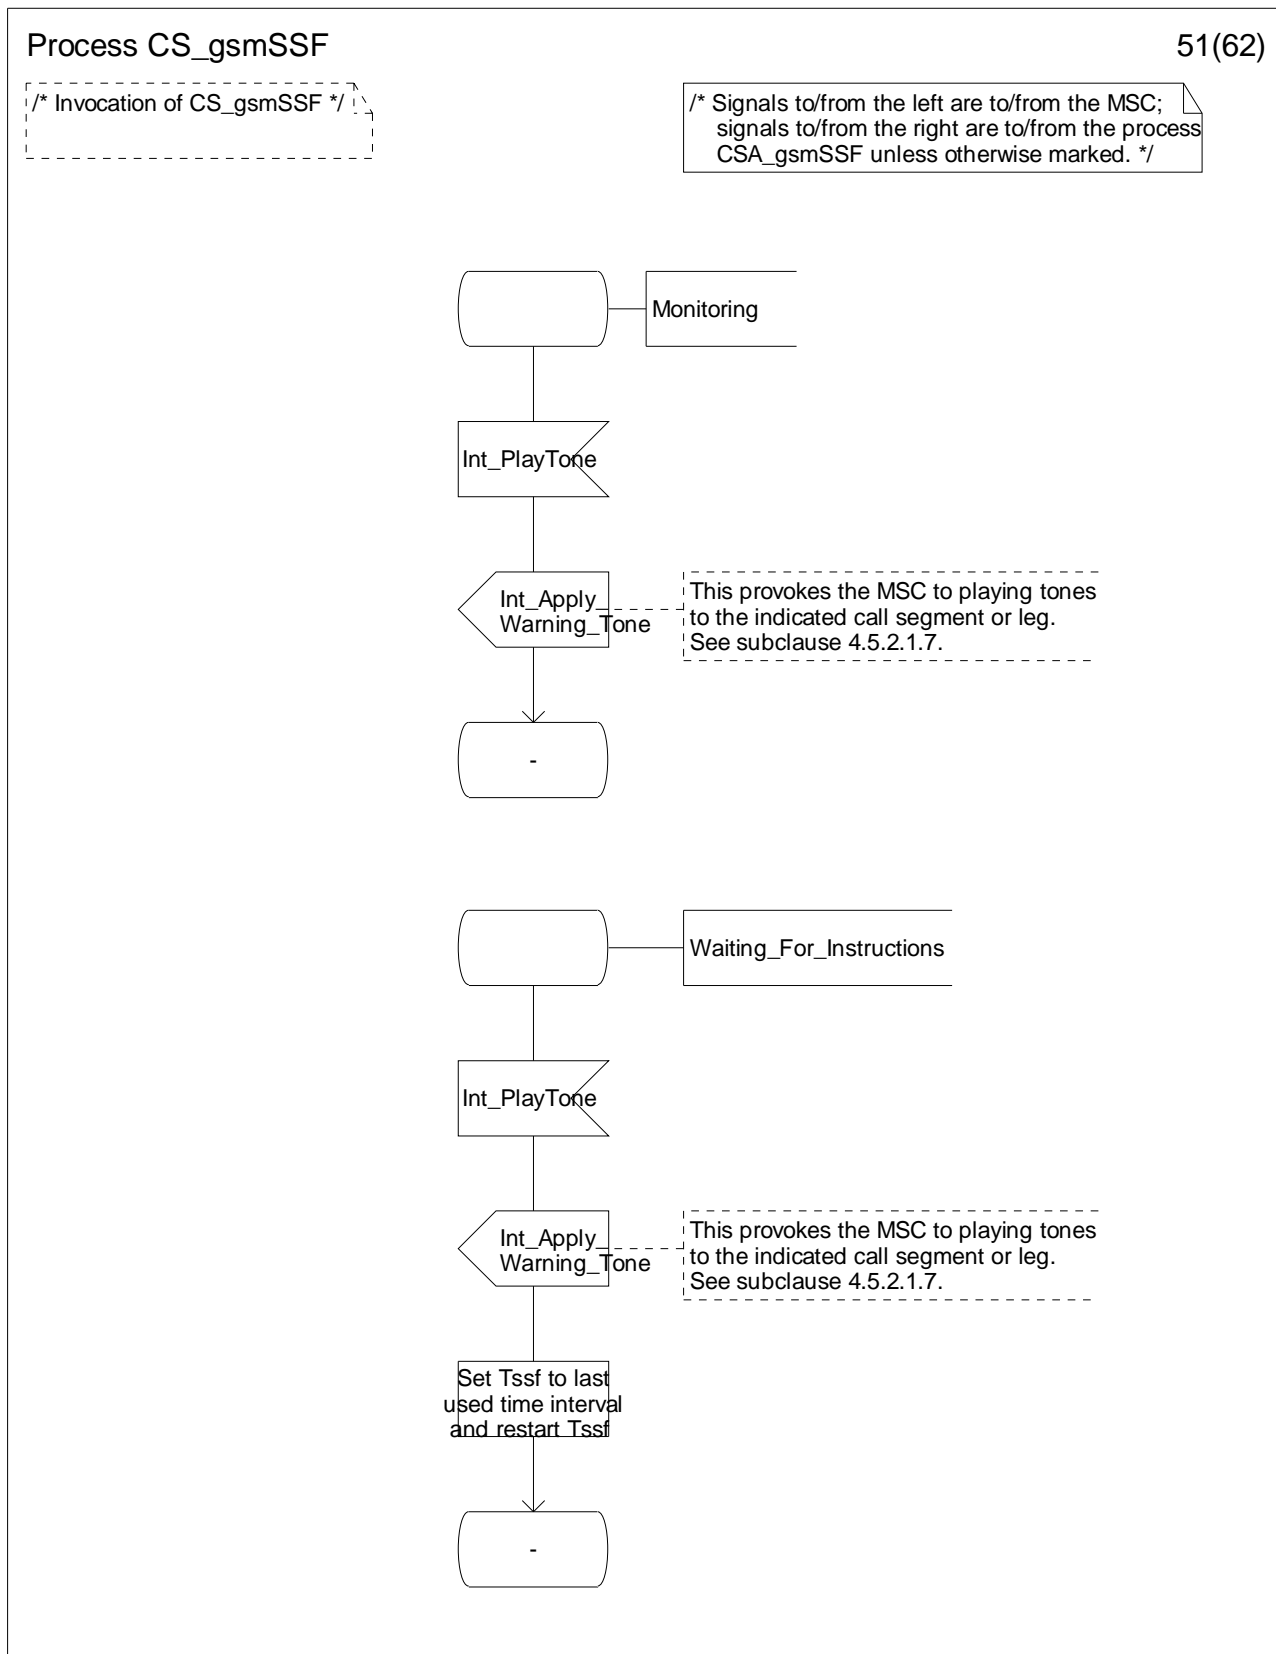 Process CS_gsmSSF
51(62)
/* Invocation of CS_gsmSSF */
/* Signals to/from the left are to/from the MSC;
signals to/from the right are to/from the process
CSA_gsmSSF unless otherwise marked. */
Monitoring
Int_PlayTone
Int_Apply_
Warning_Tone
This provokes the MSC to playing tones
to the indicated call segment or leg.
See subclause 4.5.2.1.7.
-
Waiting_For_Instructions
Int_PlayTone
Int_Apply_
Warning_Tone
This provokes the MSC to playing tones
to the indicated call segment or leg.
See subclause 4.5.2.1.7.
Set Tssf to last
used time interval
and restart Tssf
-